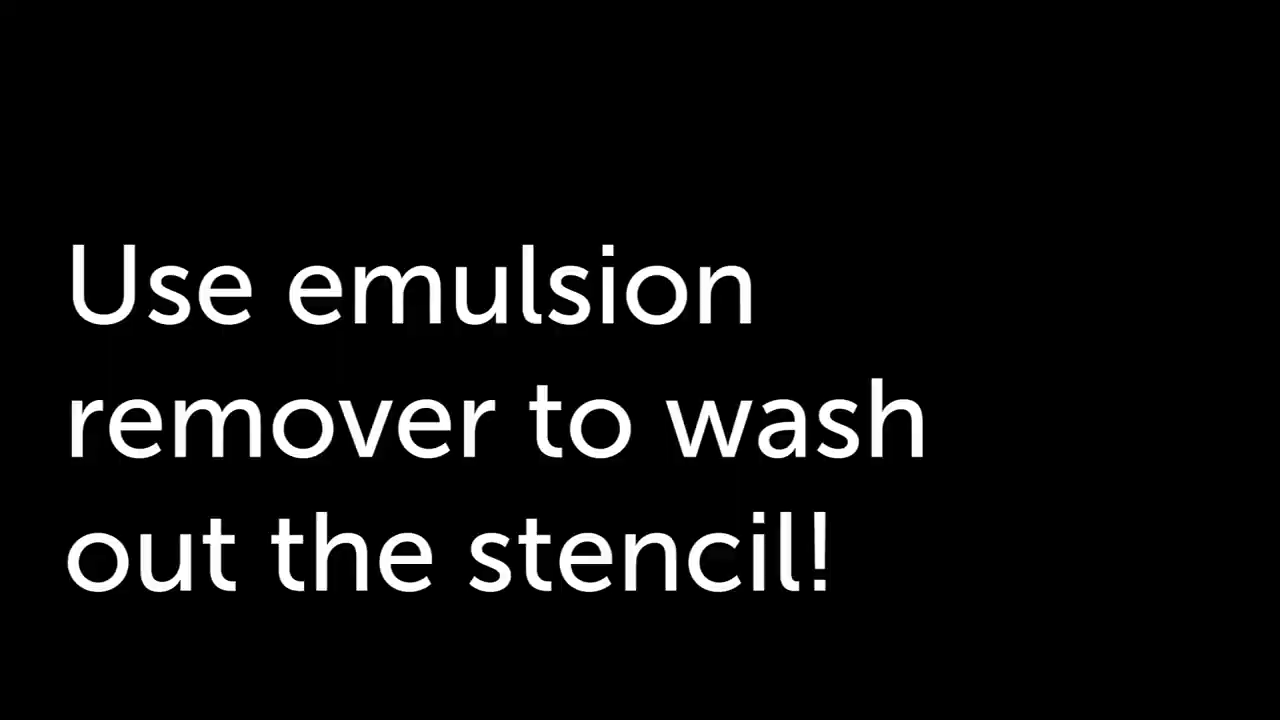 Use emulsion
remover to wash
out the stencil!